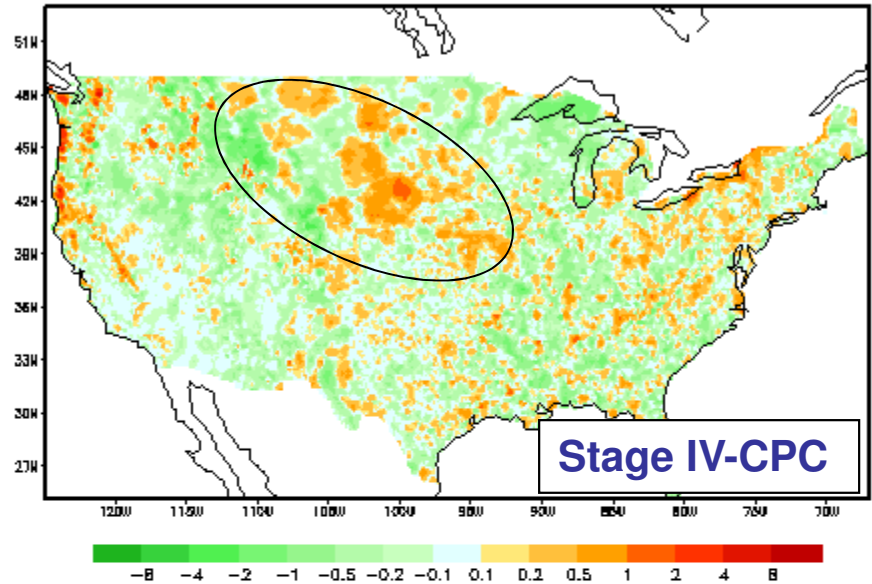 51N
48N
45N
42N
39N
36N
33N
30N
27N
Stage IV-CPC
120W 115W 110W 105W 100W 95W 90W 85W 80W 75W 70W
-8 -4 -2 -1 -0.5 -0.2 -0.1 0.1 0.2 0.5 1 2 4 8